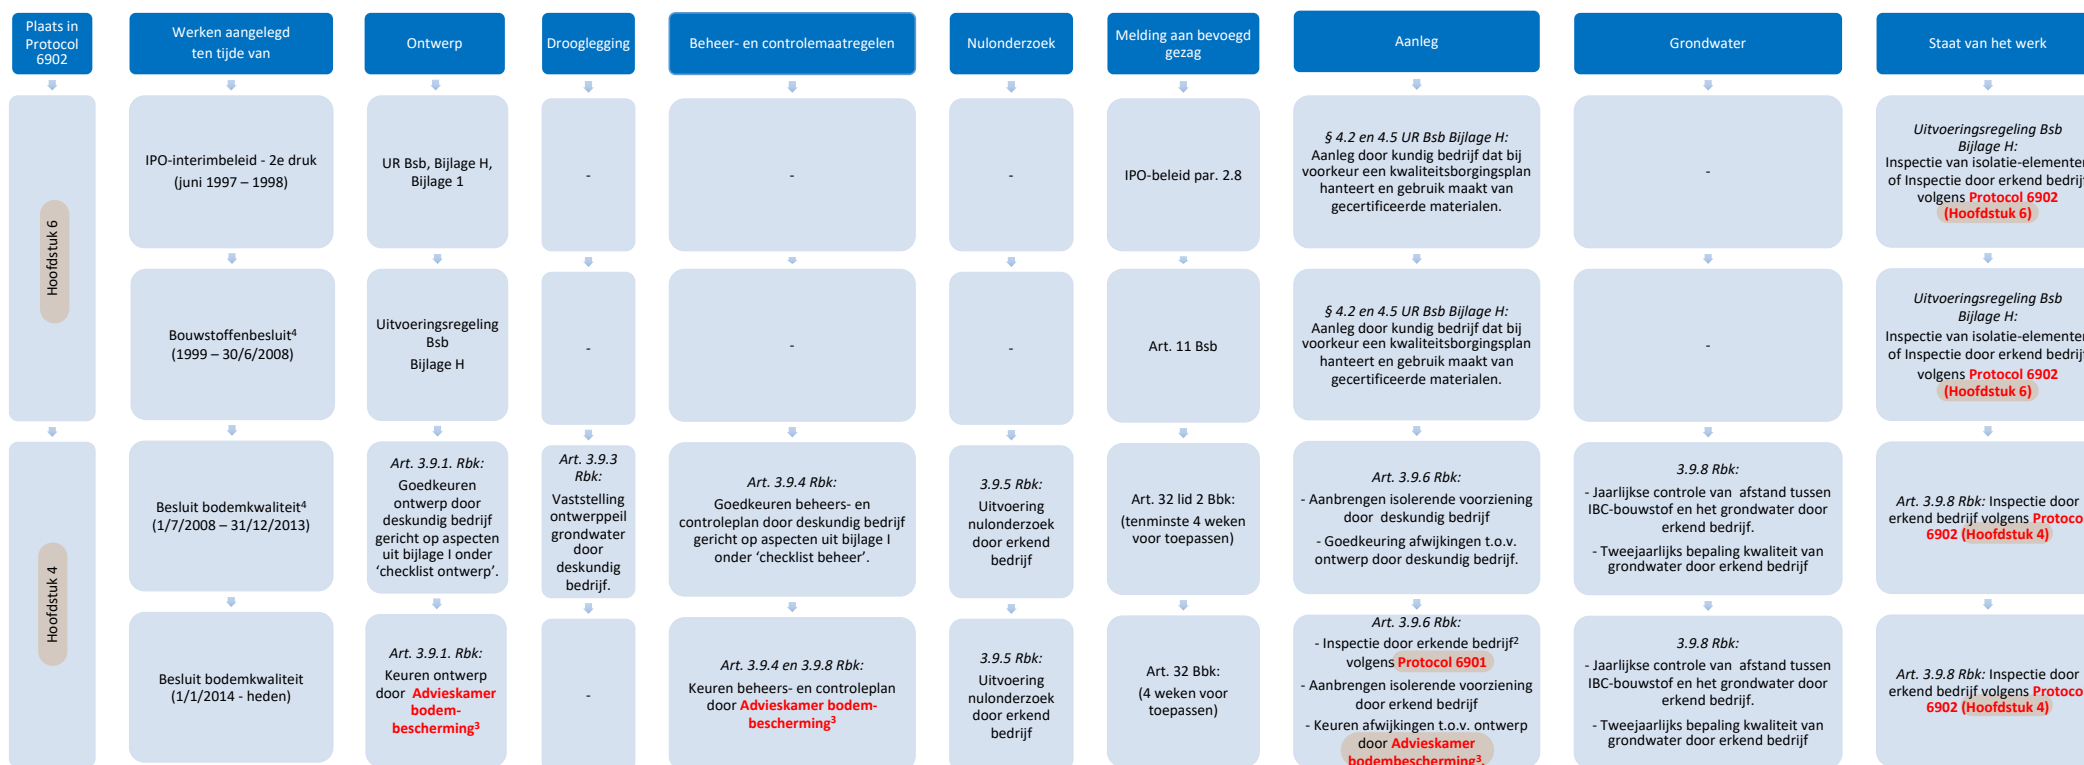 Plaats in
Protocol
6902
Werken aangelegd
ten tijde van
Ontwerp
Drooglegging
Beheer- en controlemaatregelen
Nulonderzoek
Melding aan bevoegd
gezag
Aanleg
Grondwater
Staat van het werk
Hoofdstuk 6
IPO-interimbeleid - 2e druk
(juni 1997 – 1998)
UR Bsb, Bijlage H,
Bijlage 1
-
-
-
IPO-beleid par. 2.8
§ 4.2 en 4.5 UR Bsb Bijlage H:
Aanleg door kundig bedrijf dat bij
voorkeur een kwaliteitsborgingsplan
hanteert en gebruik maakt van
gecertificeerde materialen.
-
Uitvoeringsregeling Bsb
Bijlage H:
Inspectie van isolatie-elementen
of Inspectie door erkend bedrijf
volgens Protocol 6902
(Hoofdstuk 6)
Bouwstoffenbesluit⁴
(1999 – 30/6/2008)
Uitvoeringsregeling
Bsb
Bijlage H
-
-
-
Art. 11 Bsb
§ 4.2 en 4.5 UR Bsb Bijlage H:
Aanleg door kundig bedrijf dat bij
voorkeur een kwaliteitsborgingsplan
hanteert en gebruik maakt van
gecertificeerde materialen.
-
Uitvoeringsregeling Bsb
Bijlage H:
Inspectie van isolatie-elementen
of Inspectie door erkend bedrijf
volgens Protocol 6902
(Hoofdstuk 6)
Hoofdstuk 4
Besluit bodemkwaliteit⁴
(1/7/2008 – 31/12/2013)
Art. 3.9.1. Rbk:
Goedkeuren
ontwerp door
deskundig bedrijf
gericht op aspecten
uit bijlage I onder
‘checklist ontwerp’.
Art. 3.9.3
Rbk:
Vaststelling
ontwerppeil
grondwater
door
deskundig
bedrijf.
Art. 3.9.4 Rbk:
Goedkeuren beheers- en
controleplan door deskundig bedrijf
gericht op aspecten uit bijlage I
onder ‘checklist beheer’.
3.9.5 Rbk:
Uitvoering
nulonderzoek
door erkend
bedrijf
Art. 32 lid 2 Bbk:
(tenminste 4 weken
voor toepassen)
Art. 3.9.6 Rbk:
- Aanbrengen isolerende voorziening
door deskundig bedrijf
- Goedkeuring afwijkingen t.o.v.
ontwerp door deskundig bedrijf.
3.9.8 Rbk:
- Jaarlijkse controle van afstand tussen
IBC-bouwstof en het grondwater door
erkend bedrijf.
- Tweejaarlijks bepaling kwaliteit van
grondwater door erkend bedrijf
Art. 3.9.8 Rbk: Inspectie door
erkend bedrijf volgens Protoco
6902 (Hoofdstuk 4)
Besluit bodemkwaliteit
(1/1/2014 - heden)
Art. 3.9.1. Rbk:
Keuren ontwerp
door Advieskamer
bodem-
bescherming³
-
Art. 3.9.4 en 3.9.8 Rbk:
Keuren beheers- en controleplan
door Advieskamer bodem-
bescherming³
3.9.5 Rbk:
Uitvoering
nulonderzoek
door erkend
bedrijf
Art. 32 Bbk:
(4 weken voor
toepassen)
Art. 3.9.6 Rbk:
- Inspectie door erkende bedrijf²
volgens Protocol 6901
- Aanbrengen isolerende voorziening
door erkend bedrijf
- Keuren afwijkingen t.o.v. ontwerp
door Advieskamer
bodembescherming³.
3.9.8 Rbk:
- Jaarlijkse controle van afstand tussen
IBC-bouwstof en het grondwater door
erkend bedrijf.
- Tweejaarlijks bepaling kwaliteit van
grondwater door erkend bedrijf
Art. 3.9.8 Rbk: Inspectie door
erkend bedrijf volgens Protoco
6902 (Hoofdstuk 4)